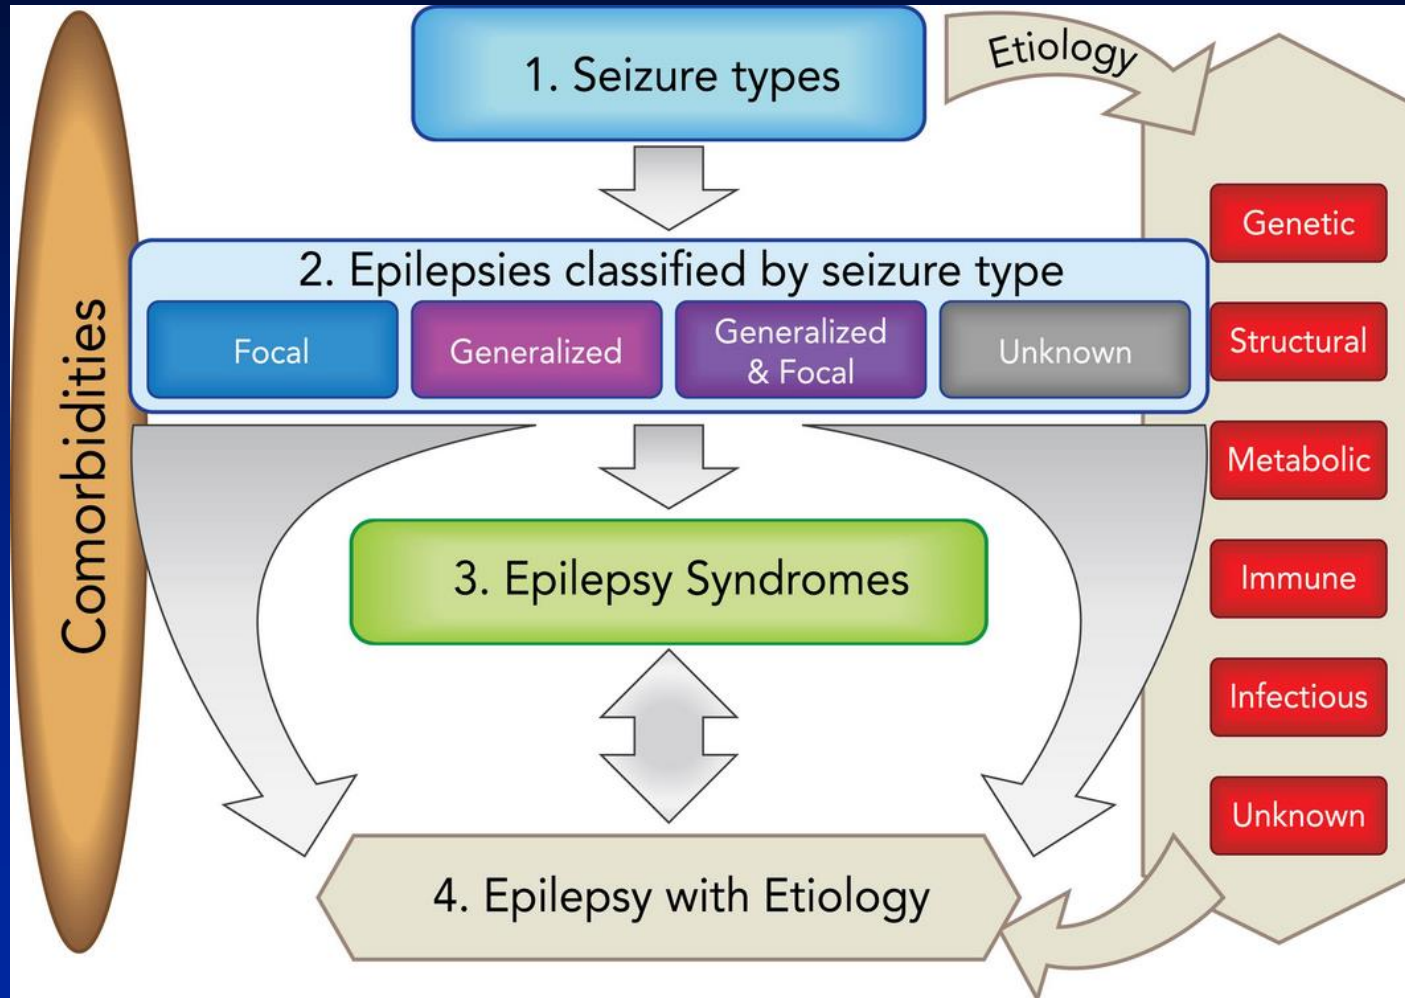 1. Seizure types
Etiology
Comorbidities
2. Epilepsies classified by seizure type
Focal
Generalized
Generalized
& Focal
Unknown
3. Epilepsy Syndromes
4. Epilepsy with Etiology
Genetic
Structural
Metabolic
Immune
Infectious
Unknown